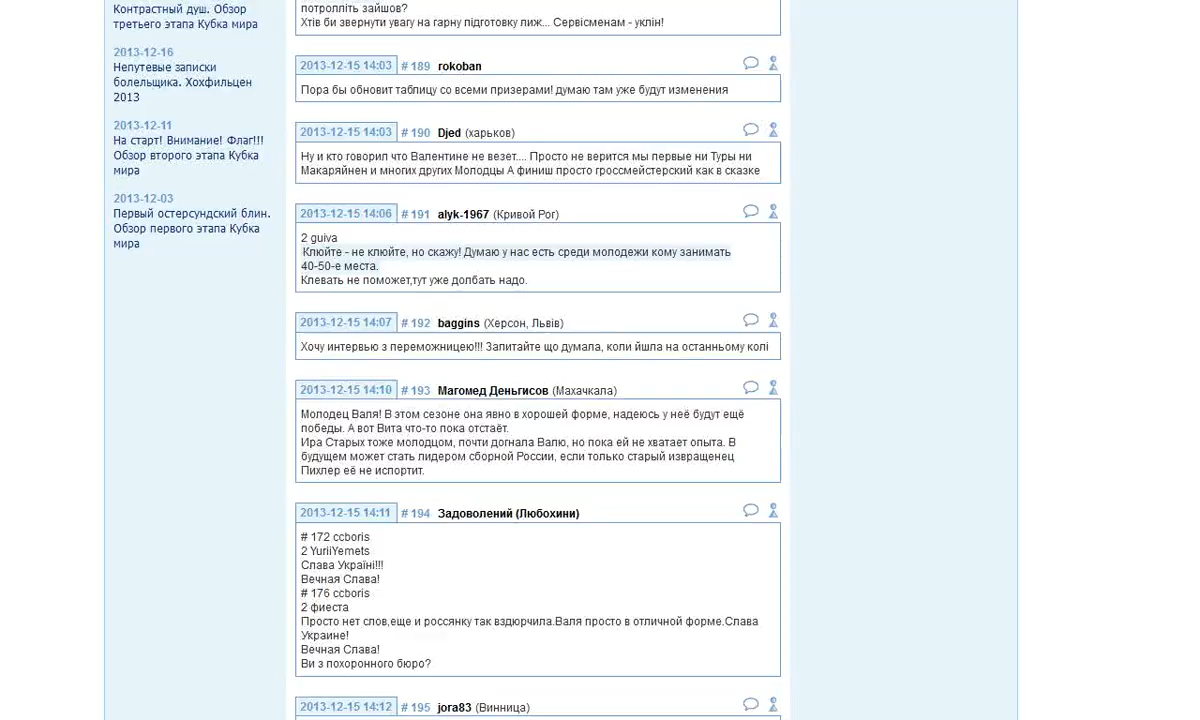 Контрастный душ. Обзор
третьего этапа Кубка мира
2013-12-16
Непутевые записки
болельщика. Хохфильцен
2013
2013-12-11
На старт! Внимание! Флаг!!!
Обзор второго этапа Кубка
мира
2013-12-03
Первый остерсундский блин.
Обзор первого этапа Кубка
мира
потролліть зайшов?
Хтів би звернути увагу на гарну підготовку лиж... Сервісменам - уклін!
2013-12-15 14:03 # 189 rokoban
Пора бы обновит таблицу со всеми призерами! думаю там уже будут изменения
2013-12-15 14:03 # 190 Djed (харьков)
Ну и кто говорил что Валентине не везет.... Просто не верится мы первые ни Туры ни
Макаряйнен и многих других Молодцы А финиш просто гроссмейстерский как в сказке
2013-12-15 14:06 # 191 alyk-1967 (Кривой Рог)
2 guiva
Клюйте - не клюйте, но скажу! Думаю у нас есть среди молодежи кому занимать
40-50-е места.
Клевать не поможет,тут уже долбать надо.
2013-12-15 14:07 # 192 baggins (Херсон, Львів)
Хочу интервью з переможницею!!! Запитайте що думала, коли йшла на останньому колі
2013-12-15 14:10 # 193 Магомед Деньгисов (Махачкала)
Молодец Валя! В этом сезоне она явно в хорошей форме, надеюсь у неё будут ещё
победы. А вот Вита что-то пока отстаёт.
Ира Старых тоже молодцом, почти догнала Валю, но пока ей не хватает опыта. В
будущем может стать лидером сборной России, если только старый извращенец
Пихлер её не испортит.
2013-12-15 14:11 # 194 Задоволений (Любохини)
# 172 ccboris
2 YuriiYemets
Слава Україні!!!
Вечная Слава!
# 176 ccboris
2 фиеста
Просто нет слов,еще и россянку так вздюрчила.Валя просто в отличной форме.Слава
Украине!
Вечная Слава!
Ви з похоронного бюро?
2013-12-15 14:12 # 195 jora83 (Винница)